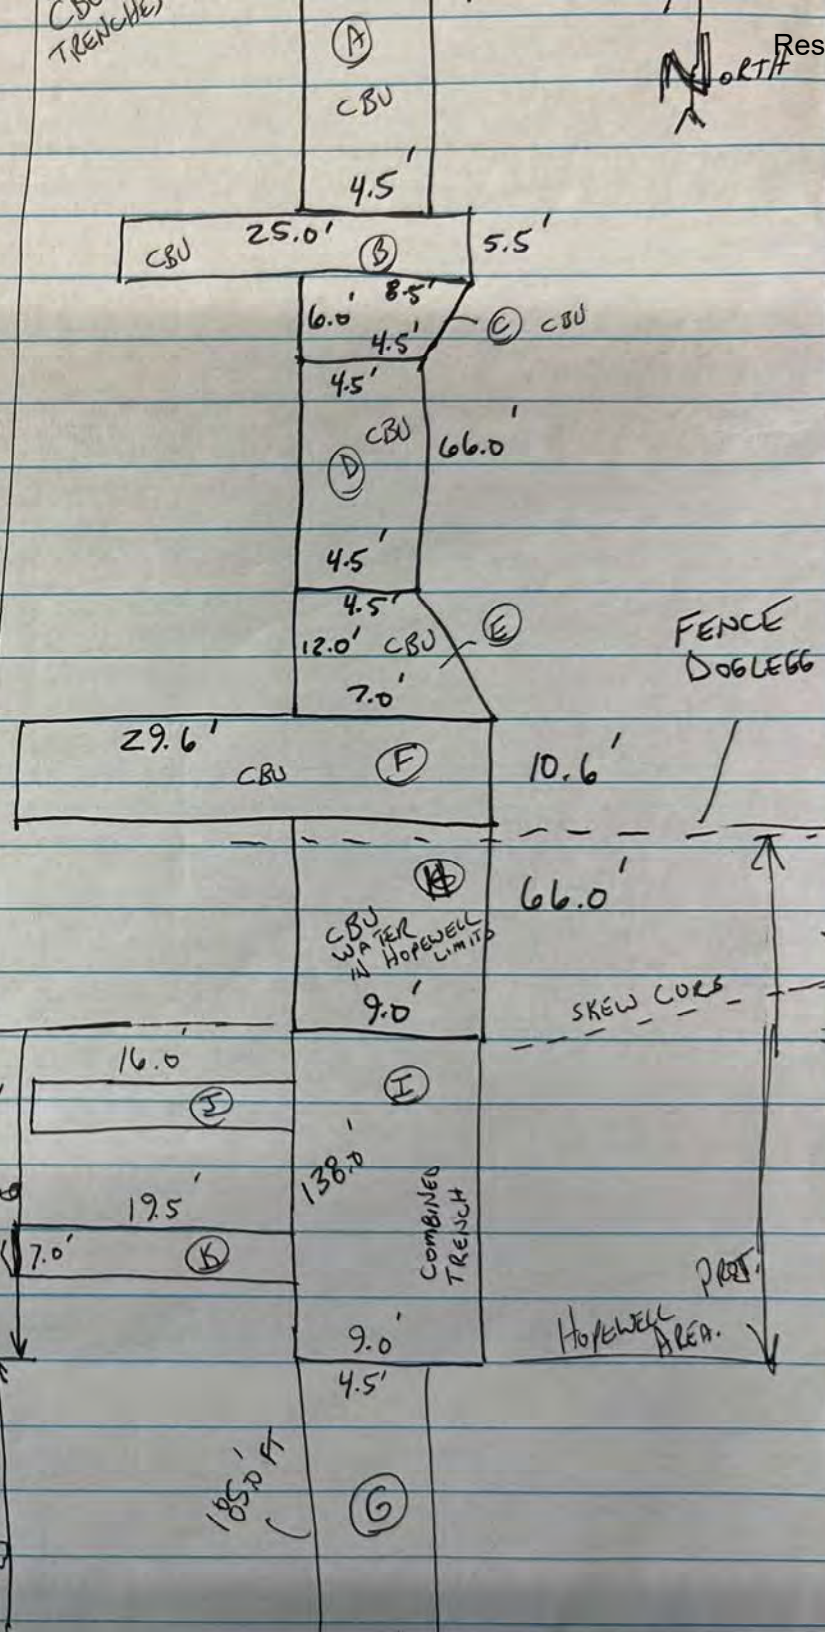 CBU
TRENCHES
A
CBU
4.5'
Res
NORTH
25.0'
CBU
B
5.5'
8.5'
6.0'
4.5'
C CBU
4.5'
CBU
66.0'
D
4.5'
4.5'
E
12.0' CBU
7.0'
FENCE
DOGLEGG
29.6'
CBU
F
10.6'
H
66.0'
CBU
WATER
IN HOPEWELL
LIMITS
9.0'
SKEW CURB
16.0'
J
I
138.0'
COMBINED
TRENCH
19.5'
7.0'
K
PROJ.
HOPEWELL
AREA.
9.0'
4.5'
185.0' FT
G